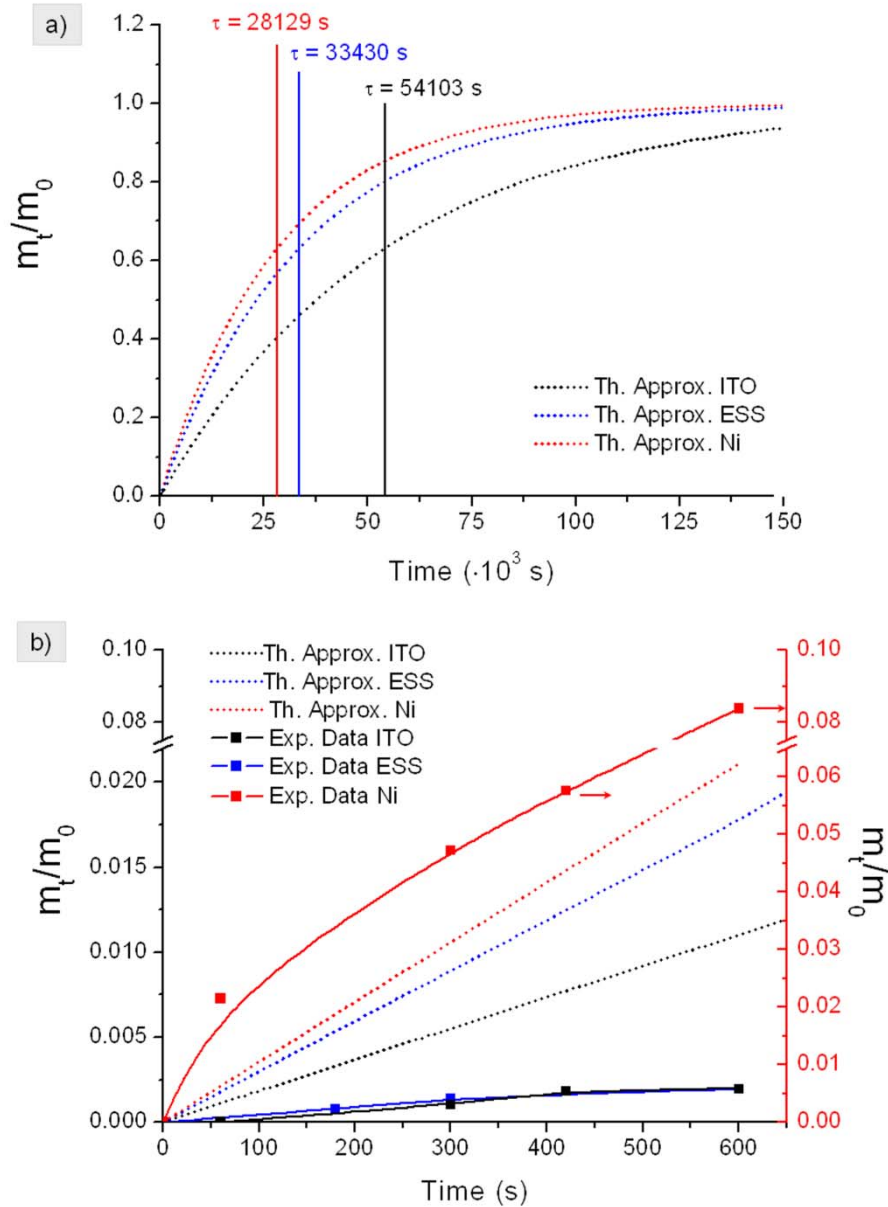 a)
τ = 28129 s
τ = 33430 s
τ = 54103 s
1.2
1.0
0.8
0.6
0.4
0.2
0.0
m_t/m_0
Th. Approx. ITO
Th. Approx. ESS
Th. Approx. Ni
0 25 50 75 100 125 150
Time (·10³ s)
b)
0.10
0.08
0.020
0.015
0.010
0.005
0.000
m_t/m_0
Th. Approx. ITO
Th. Approx. ESS
Th. Approx. Ni
Exp. Data ITO
Exp. Data ESS
Exp. Data Ni
0.10
0.08
0.06
0.05
0.04
0.03
0.02
0.01
0.00
m_t/m_0
0 100 200 300 400 500 600
Time (s)